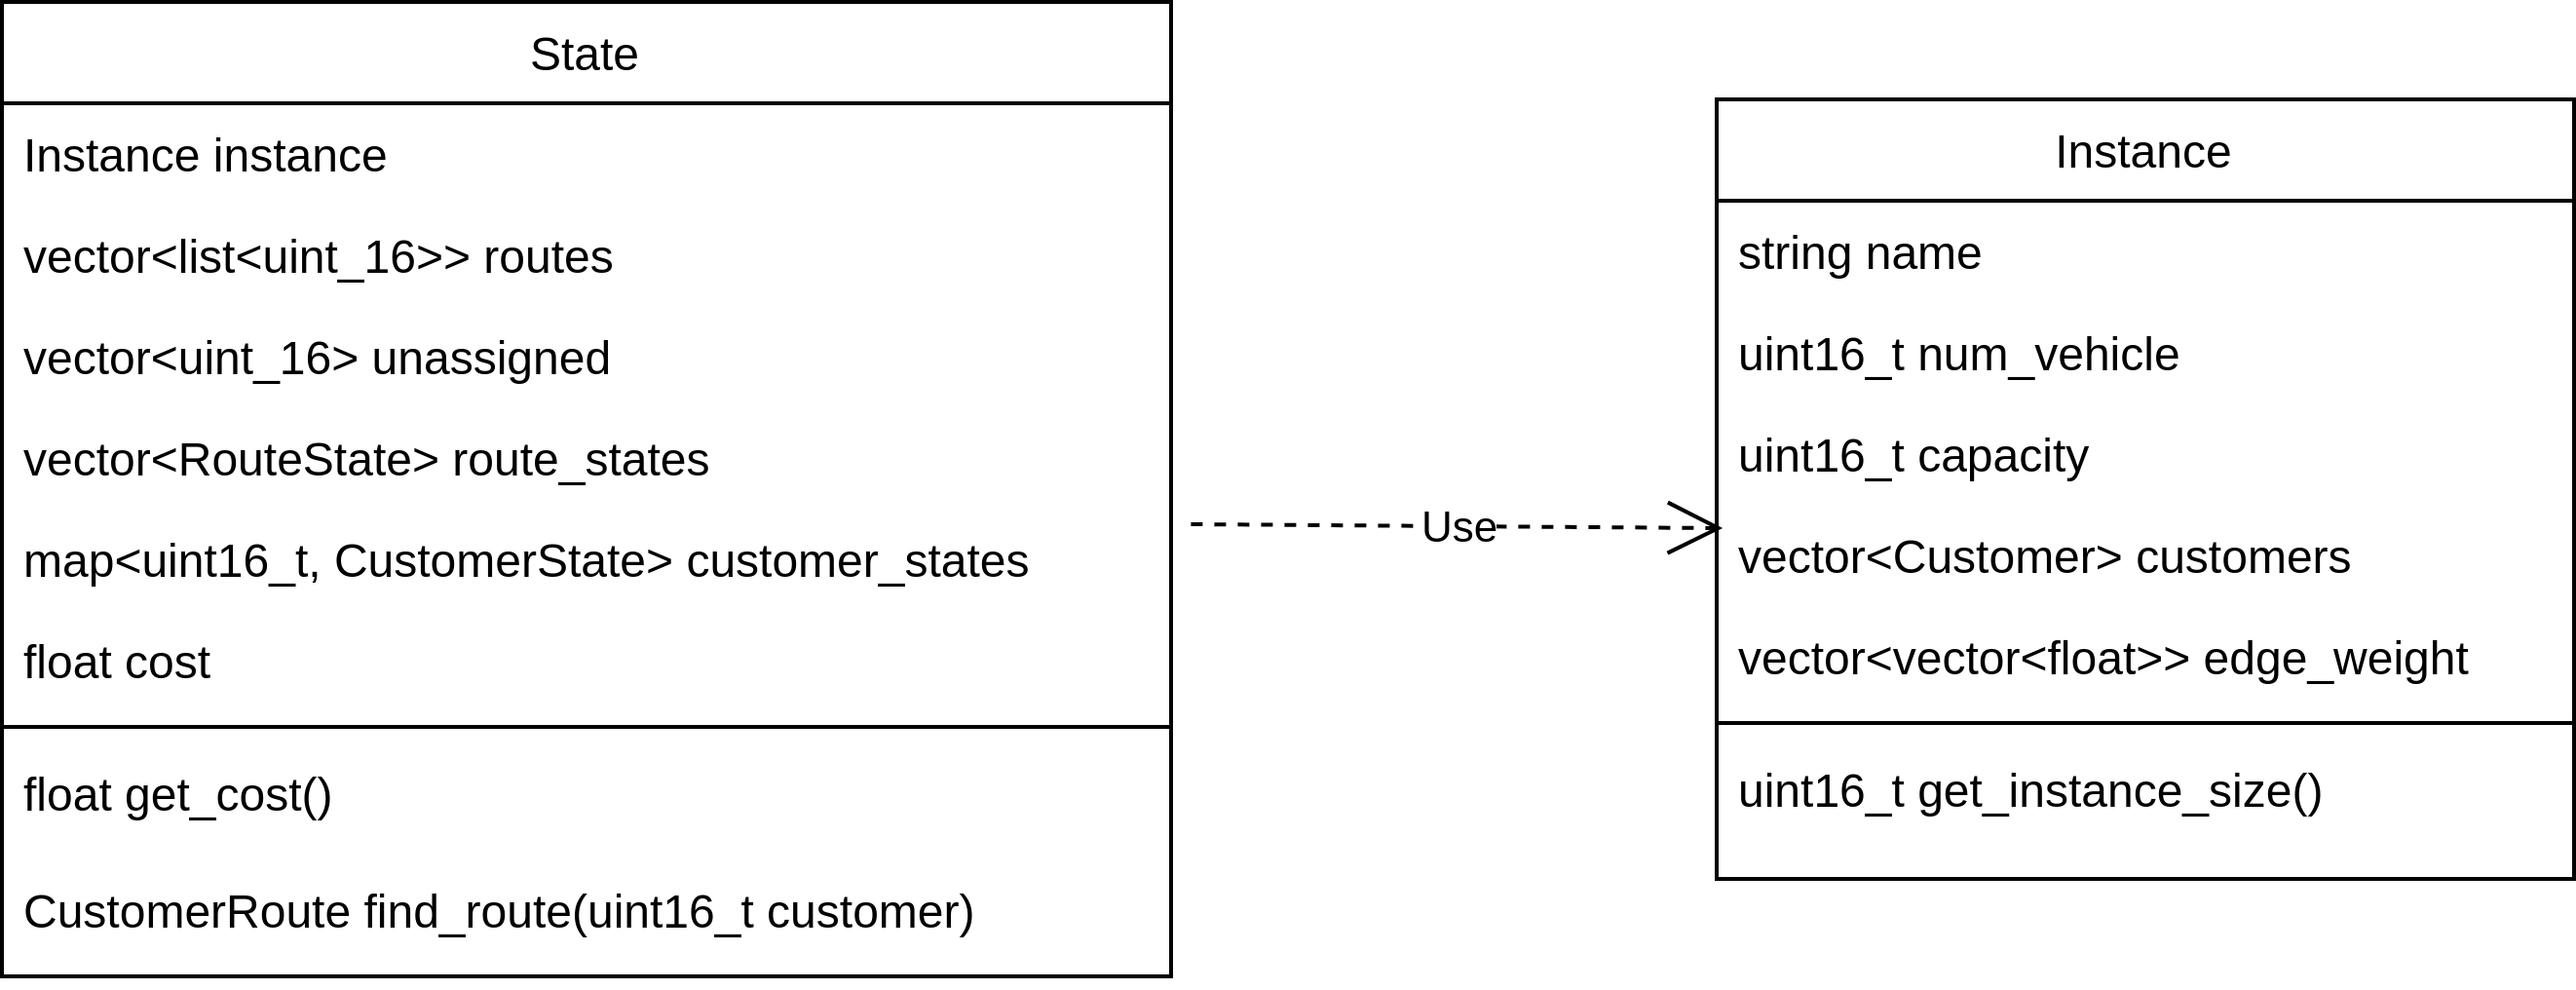 State
Instance instance
vector<list<uint_16>> routes
vector<uint_16> unassigned
vector<RouteState> route_states
map<uint16_t, CustomerState> customer_states
float cost
float get_cost()
CustomerRoute find_route(uint16_t customer)
Use
Instance
string name
uint16_t num_vehicle
uint16_t capacity
vector<Customer> customers
vector<vector<float>> edge_weight
uint16_t get_instance_size()